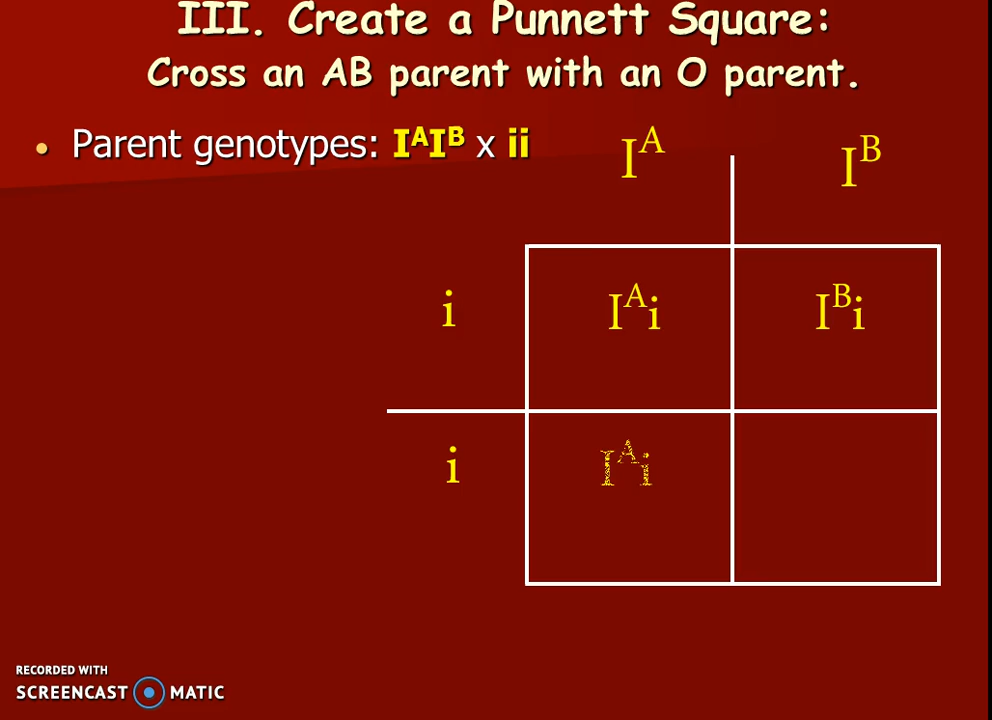 III. Create a Punnett Square:
Cross an AB parent with an O parent.
• Parent genotypes: IᴬIᴮ x ii
Iᴬ Iᴮ
i Iᴬi Iᴮi
i Iᴬi
RECORDED WITH
SCREENCAST MATIC